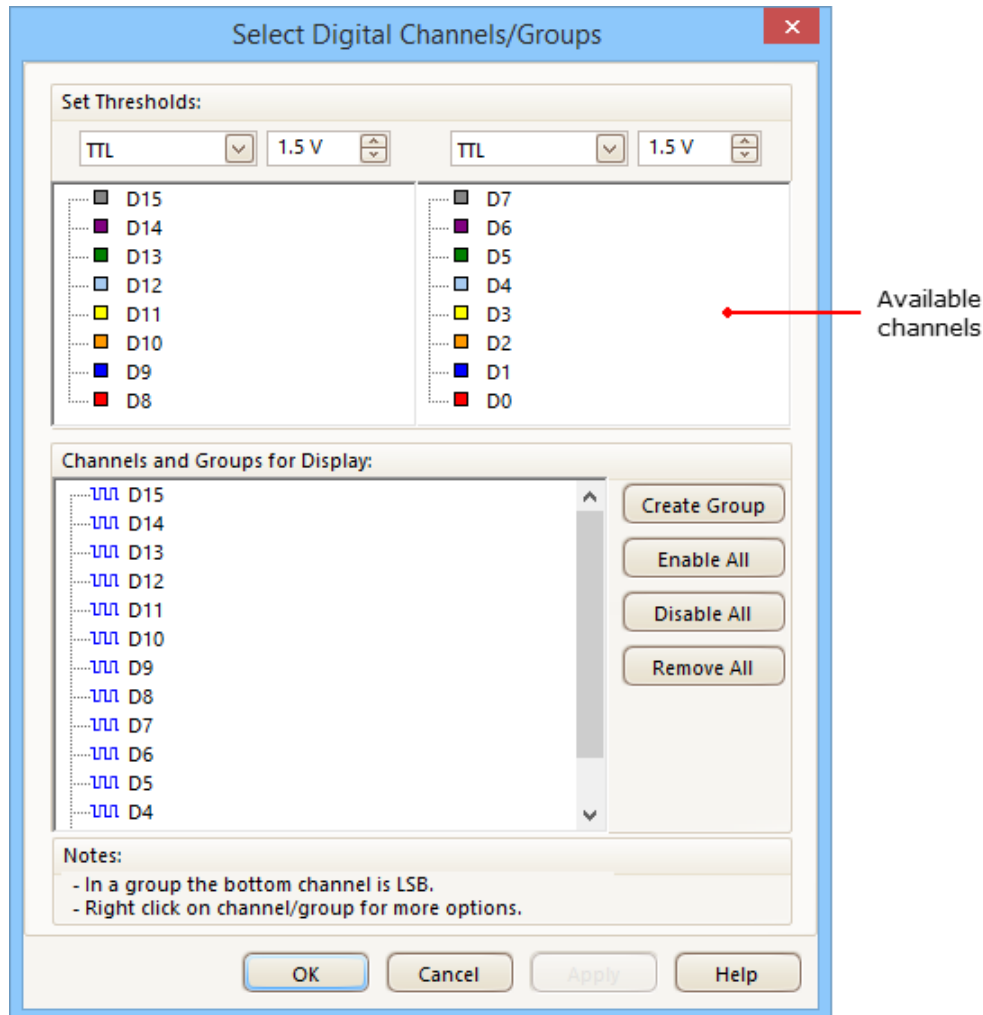 Select Digital Channels/Groups
Set Thresholds:
TTL 1.5 V TTL 1.5 V
D15 D7
D14 D6
D13 D5
D12 D4
D11 D3
D10 D2
D9 D1
D8 D0
Available
channels
Channels and Groups for Display:
D15
D14
D13
D12
D11
D10
D9
D8
D7
D6
D5
D4
Create Group
Enable All
Disable All
Remove All
Notes:
- In a group the bottom channel is LSB.
- Right click on channel/group for more options.
OK Cancel Apply Help